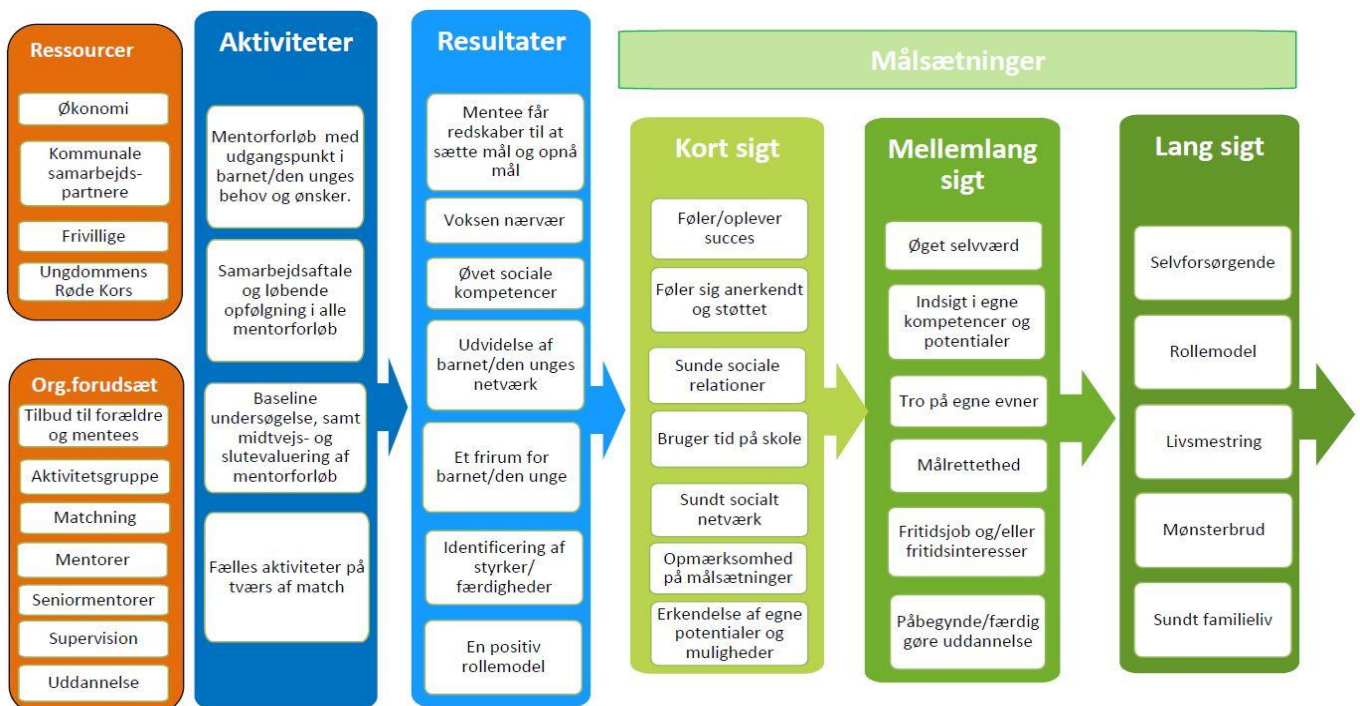 Ressourcer
Økonomi
Kommunale
samarbejds-
partnere
Frivillige
Ungdommens
Røde Kors
Org.forudsæt
Tilbud til forældre
og mentees
Aktivitetsgruppe
Matchning
Mentorer
Seniormentorer
Supervision
Uddannelse
Aktiviteter
Mentorforløb med
udgangspunkt i
barnet/den unges
behov og ønsker.
Samarbejdsaftale
og løbende
opfølgning i alle
mentorforløb
Baseline
undersøgelse, samt
midtvejs- og
slutevaluering af
mentorforløb
Fælles aktiviteter på
tværs af match
Resultater
Mentee får
redskaber til at
sætte mål og opnå
mål
Voksen nærvær
Øvet sociale
kompetencer
Udvidelse af
barnet/den unges
netværk
Et frirum for
barnet/den unge
Identificering af
styrker/
færdigheder
En positiv
rollemodel
Målsætninger
Kort sigt
Føler/oplever
succes
Føler sig anerkendt
og støttet
Sunde sociale
relationer
Bruger tid på skole
Sundt socialt
netværk
Opmærksomhed
på målsætninger
Erkendelse af egne
potentialer og
muligheder
Mellemlang
sigt
Øget selvværd
Indsigt i egne
kompetencer og
potentialer
Tro på egne evner
Målrettethed
Fritidsjob og/eller
fritidsinteresser
Påbegynde/færdig
gøre uddannelse
Lang sigt
Selvforsørgende
Rollemodel
Livsmestring
Mønsterbrud
Sundt familieliv